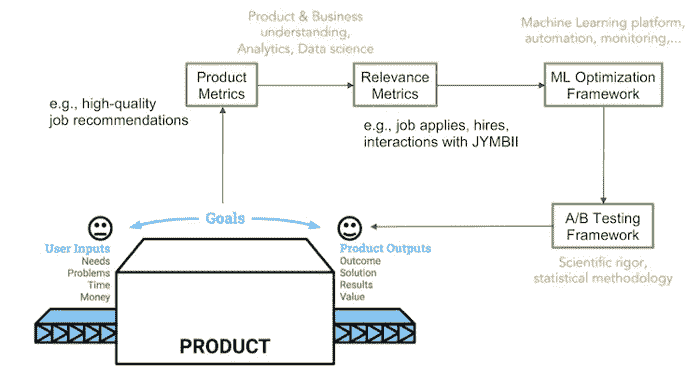 Product & Business
understanding,
Analytics, Data science
Machine Learning platform,
automation, monitoring,...
Product
Metrics
Relevance
Metrics
ML Optimization
Framework
e.g., high-quality
job recommendations
e.g., job applies, hires,
interactions with JYMBII
Goals
A/B Testing
Framework
User Inputs
Needs
Problems
Time
Money
Product Outputs
Outcome
Solution
Results
Value
Scientific rigor,
statistical methodology
PRODUCT